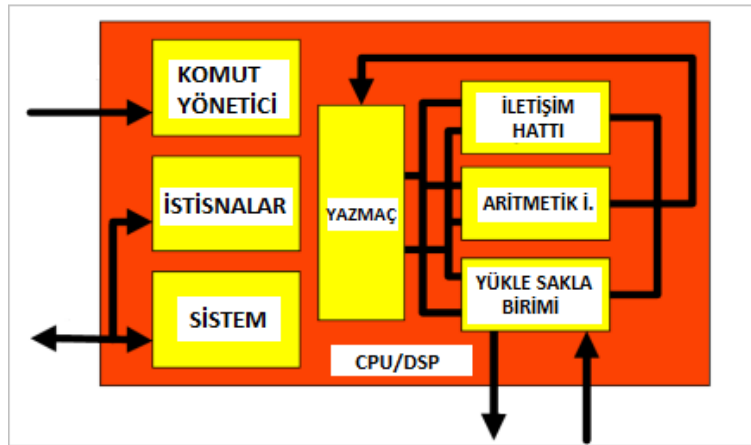 KOMUT
YÖNETİCİ
İSTİSNALAR
SİSTEM
YAZMAÇ
İLETİŞİM
HATTI
ARİTMETİK İ.
YÜKLE SAKLA
BİRİMİ
CPU/DSP